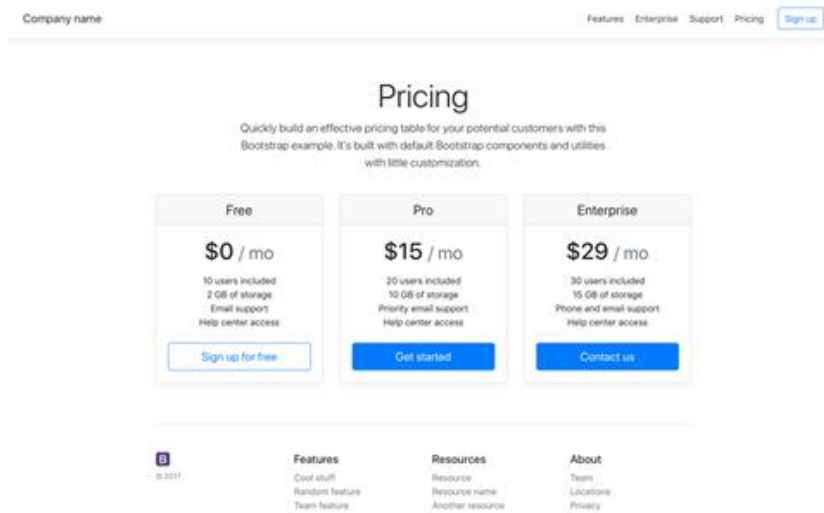 Company name
Features Enterprise Support Pricing Sign up
Pricing
Quickly build an effective pricing table for your potential customers with this
Bootstrap example. It's built with default Bootstrap components and utilities
with little customization.
Free
$0 / mo
10 users included
2 GB of storage
Email support
Help center access
Sign up for free
Pro
$15 / mo
20 users included
10 GB of storage
Priority email support
Help center access
Get started
Enterprise
$29 / mo
30 users included
15 GB of storage
Phone and email support
Help center access
Contact us
B
© 2017
Features
Cool stuff
Random feature
Team feature
Resources
Resource
Resource name
Another resource
About
Team
Locations
Privacy